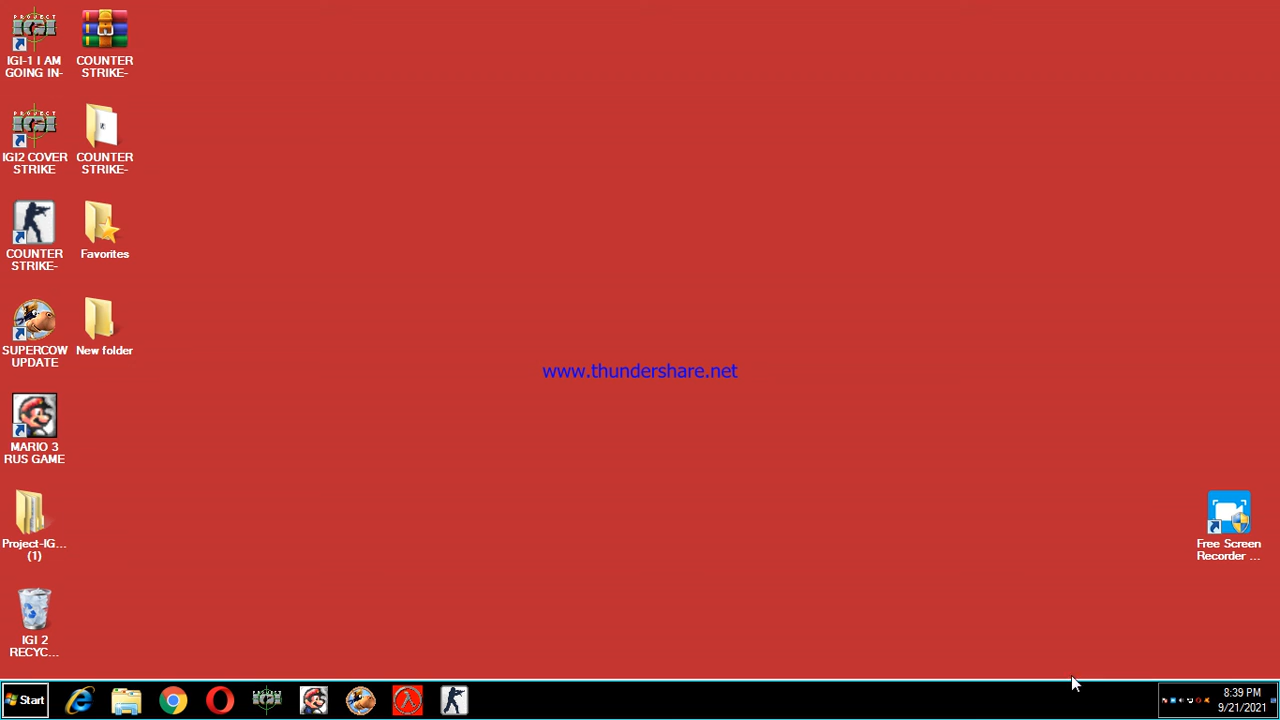 IGI-1 I AM
GOING IN-
COUNTER
STRIKE-
IGI2 COVER
STRIKE
COUNTER
STRIKE-
COUNTER
STRIKE-
Favorites
SUPERCOW
UPDATE
New folder
www.thundershare.net
MARIO 3
RUS GAME
Project-IG...
(1)
Free Screen
Recorder ...
IGI 2
RECYC...
Start
8:39 PM
9/21/2021